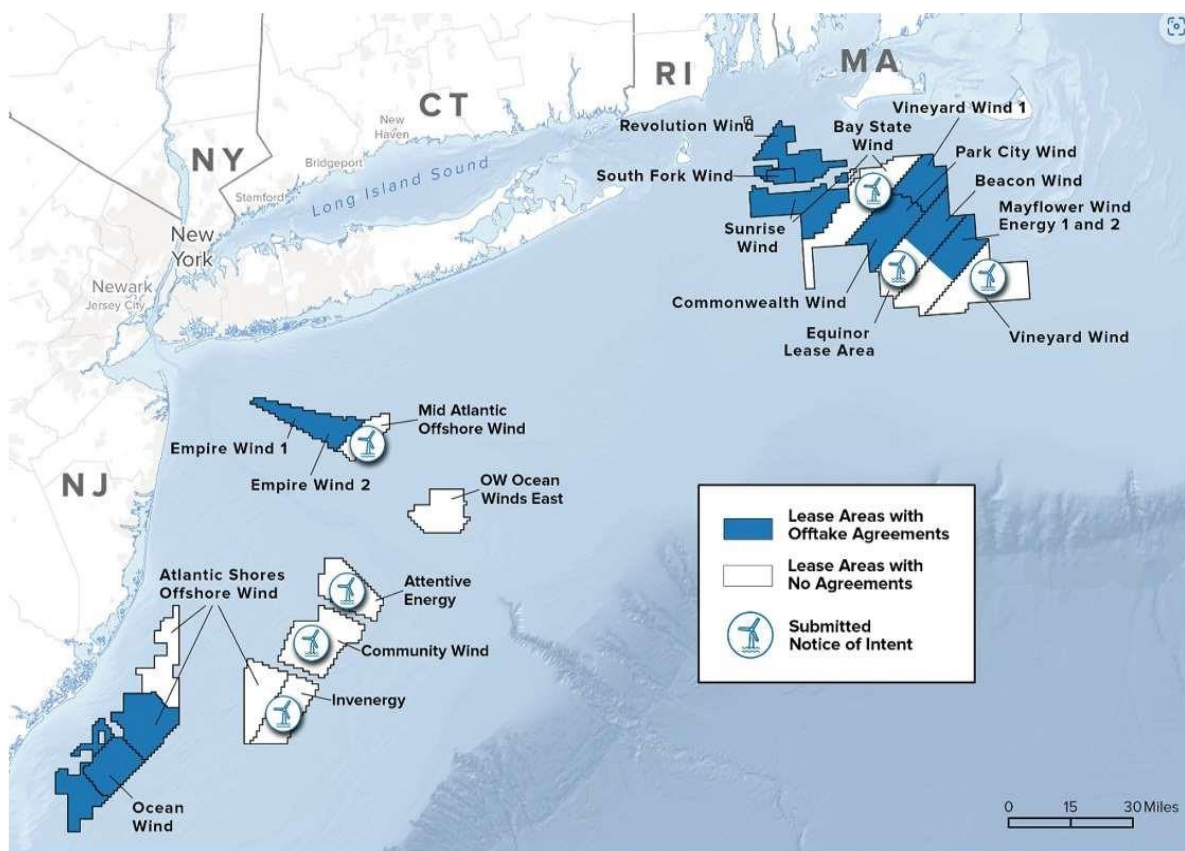 MA
RI
CT
NY
NJ
New
Haven
Bridgeport
Stamford
Long Island Sound
New
York
Newark
Jersey City
Vineyard Wind 1
Revolution Wind
Bay State
Wind
Park City Wind
South Fork Wind
Beacon Wind
Mayflower Wind
Energy 1 and 2
Sunrise
Wind
Commonwealth Wind
Equinor
Lease Area
Vineyard Wind
Mid Atlantic
Offshore Wind
Empire Wind 1
Empire Wind 2
OW Ocean
Winds East
Atlantic Shores
Offshore Wind
Attentive
Energy
Community Wind
Invenergy
Ocean
Wind
Lease Areas with
Offtake Agreements
Lease Areas with
No Agreements
Submitted
Notice of Intent
0 15 30 Miles